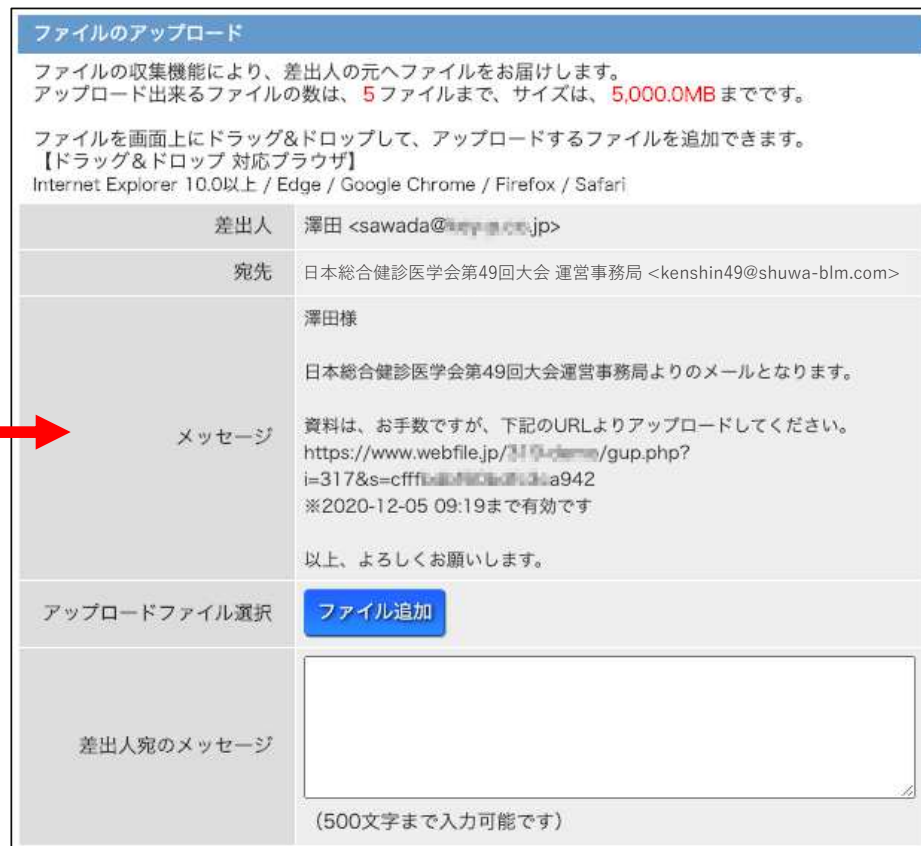 ファイルのアップロード
ファイルの収集機能により、差出人の元へファイルをお届けします。
アップロード出来るファイルの数は、5ファイルまで、サイズは、5,000.0MBまでです。
ファイルを画面上にドラッグ&ドロップして、アップロードするファイルを追加できます。
【ドラッグ&ドロップ 対応ブラウザ】
Internet Explorer 10.0以上 / Edge / Google Chrome / Firefox / Safari
差出人 澤田 <sawada@ .jp>
宛先 日本総合健診医学会第49回大会 運営事務局 <kenshin49@shuwa-blm.com>
メッセージ
澤田様
日本総合健診医学会第49回大会運営事務局よりのメールとなります。
資料は、お手数ですが、下記のURLよりアップロードしてください。
https://www.webfile.jp/ /gup.php?
i=317&s=cfff a942
※2020-12-05 09:19まで有効です
以上、よろしくお願いします。
アップロードファイル選択 ファイル追加
差出人宛のメッセージ
（500文字まで入力可能です）